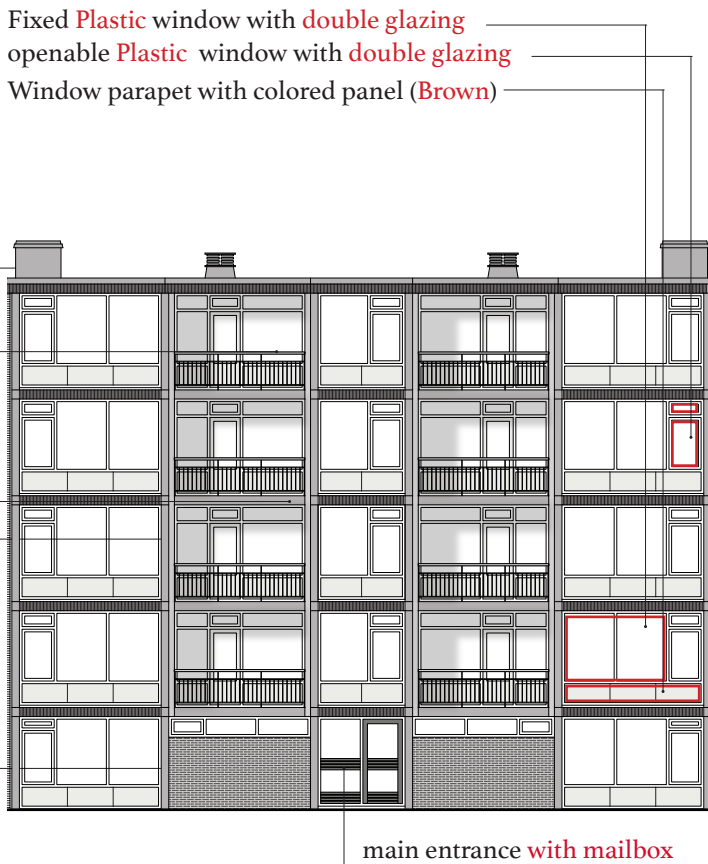 Fixed Plastic window with double glazing
openable Plastic window with double glazing
Window parapet with colored panel (Brown)
main entrance with mailbox